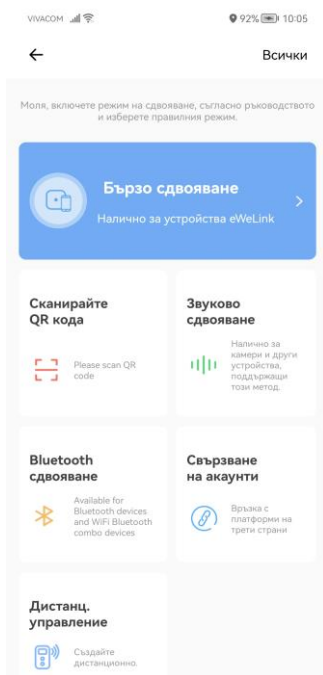 VIVACOM 92% 10:05
Всички
Моля, включете режим на сдвояване, съгласно ръководството
и изберете правилния режим.
Бързо сдвояване
Налично за устройства eWeLink
Сканирайте
QR кода
Please scan QR
code
Звуково
сдвояване
Налично за
камери и други
устройства,
поддържащи
този метод.
Bluetooth
сдвояване
Available for
Bluetooth devices
and WiFi Bluetooth
combo devices
Свързване
на акаунти
Връзка с
платформи на
трети страни
Дистанц.
управление
Създайте
дистанционно.